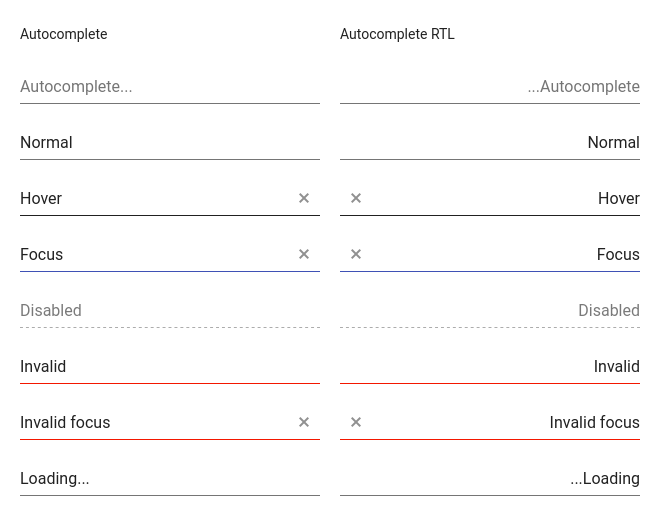 Autocomplete Autocomplete RTL
Autocomplete... ...Autocomplete
Normal Normal
Hover Hover
Focus Focus
Disabled Disabled
Invalid Invalid
Invalid focus Invalid focus
Loading... ...Loading